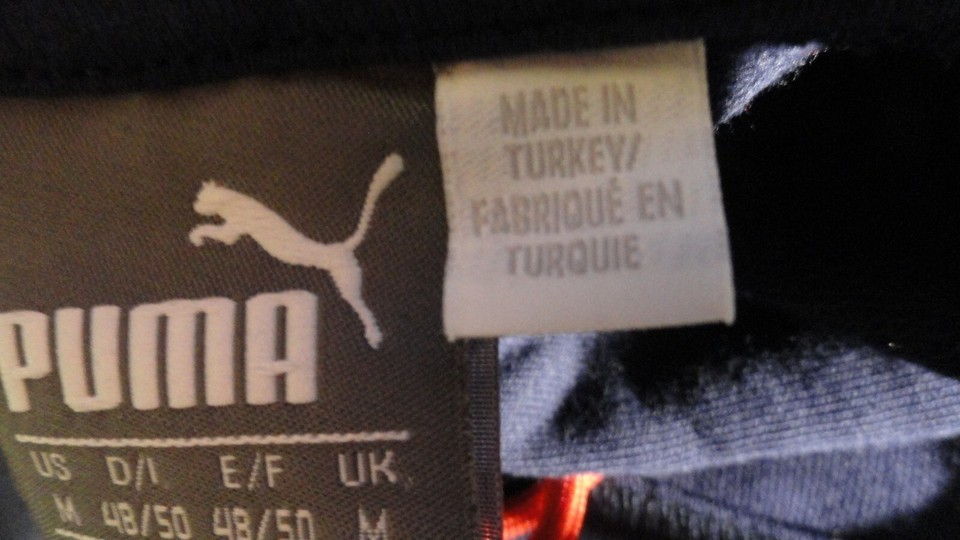 MADE IN
TURKEY/
FABRIQUÉ EN
TURQUIE
PUMA
US D/I E/F UK
M 48/50 48/50 M